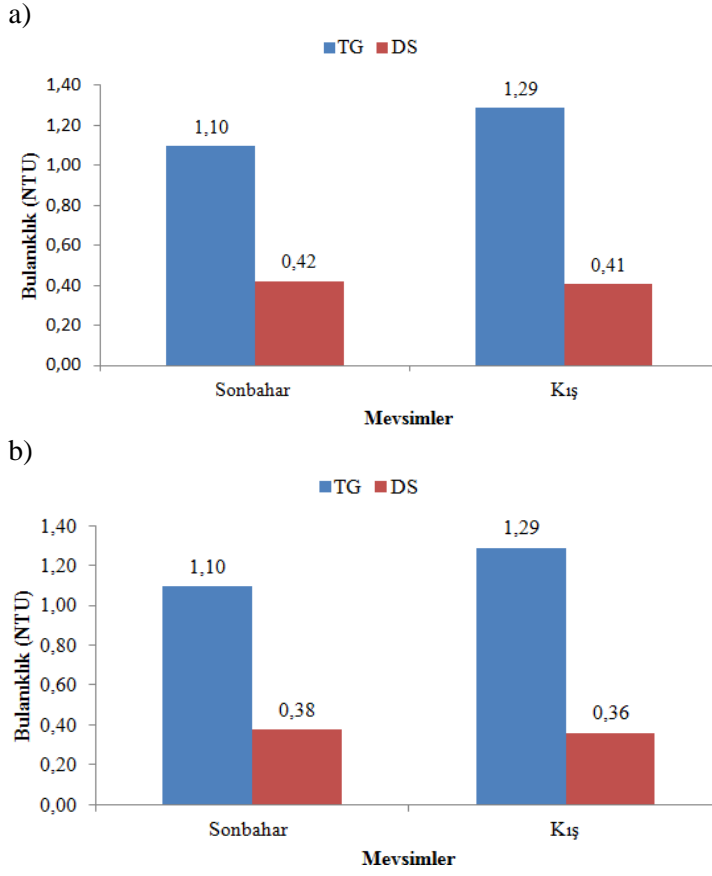 a)
TG DS
1,40
1,20
1,00
0,80
0,60
0,40
0,20
0,00
Bulanıklık (NTU)
1,10
0,42
1,29
0,41
Sonbahar Kış
Mevsimler
b)
TG DS
1,40
1,20
1,00
0,80
0,60
0,40
0,20
0,00
Bulanıklık (NTU)
1,10
0,38
1,29
0,36
Sonbahar Kış
Mevsimler